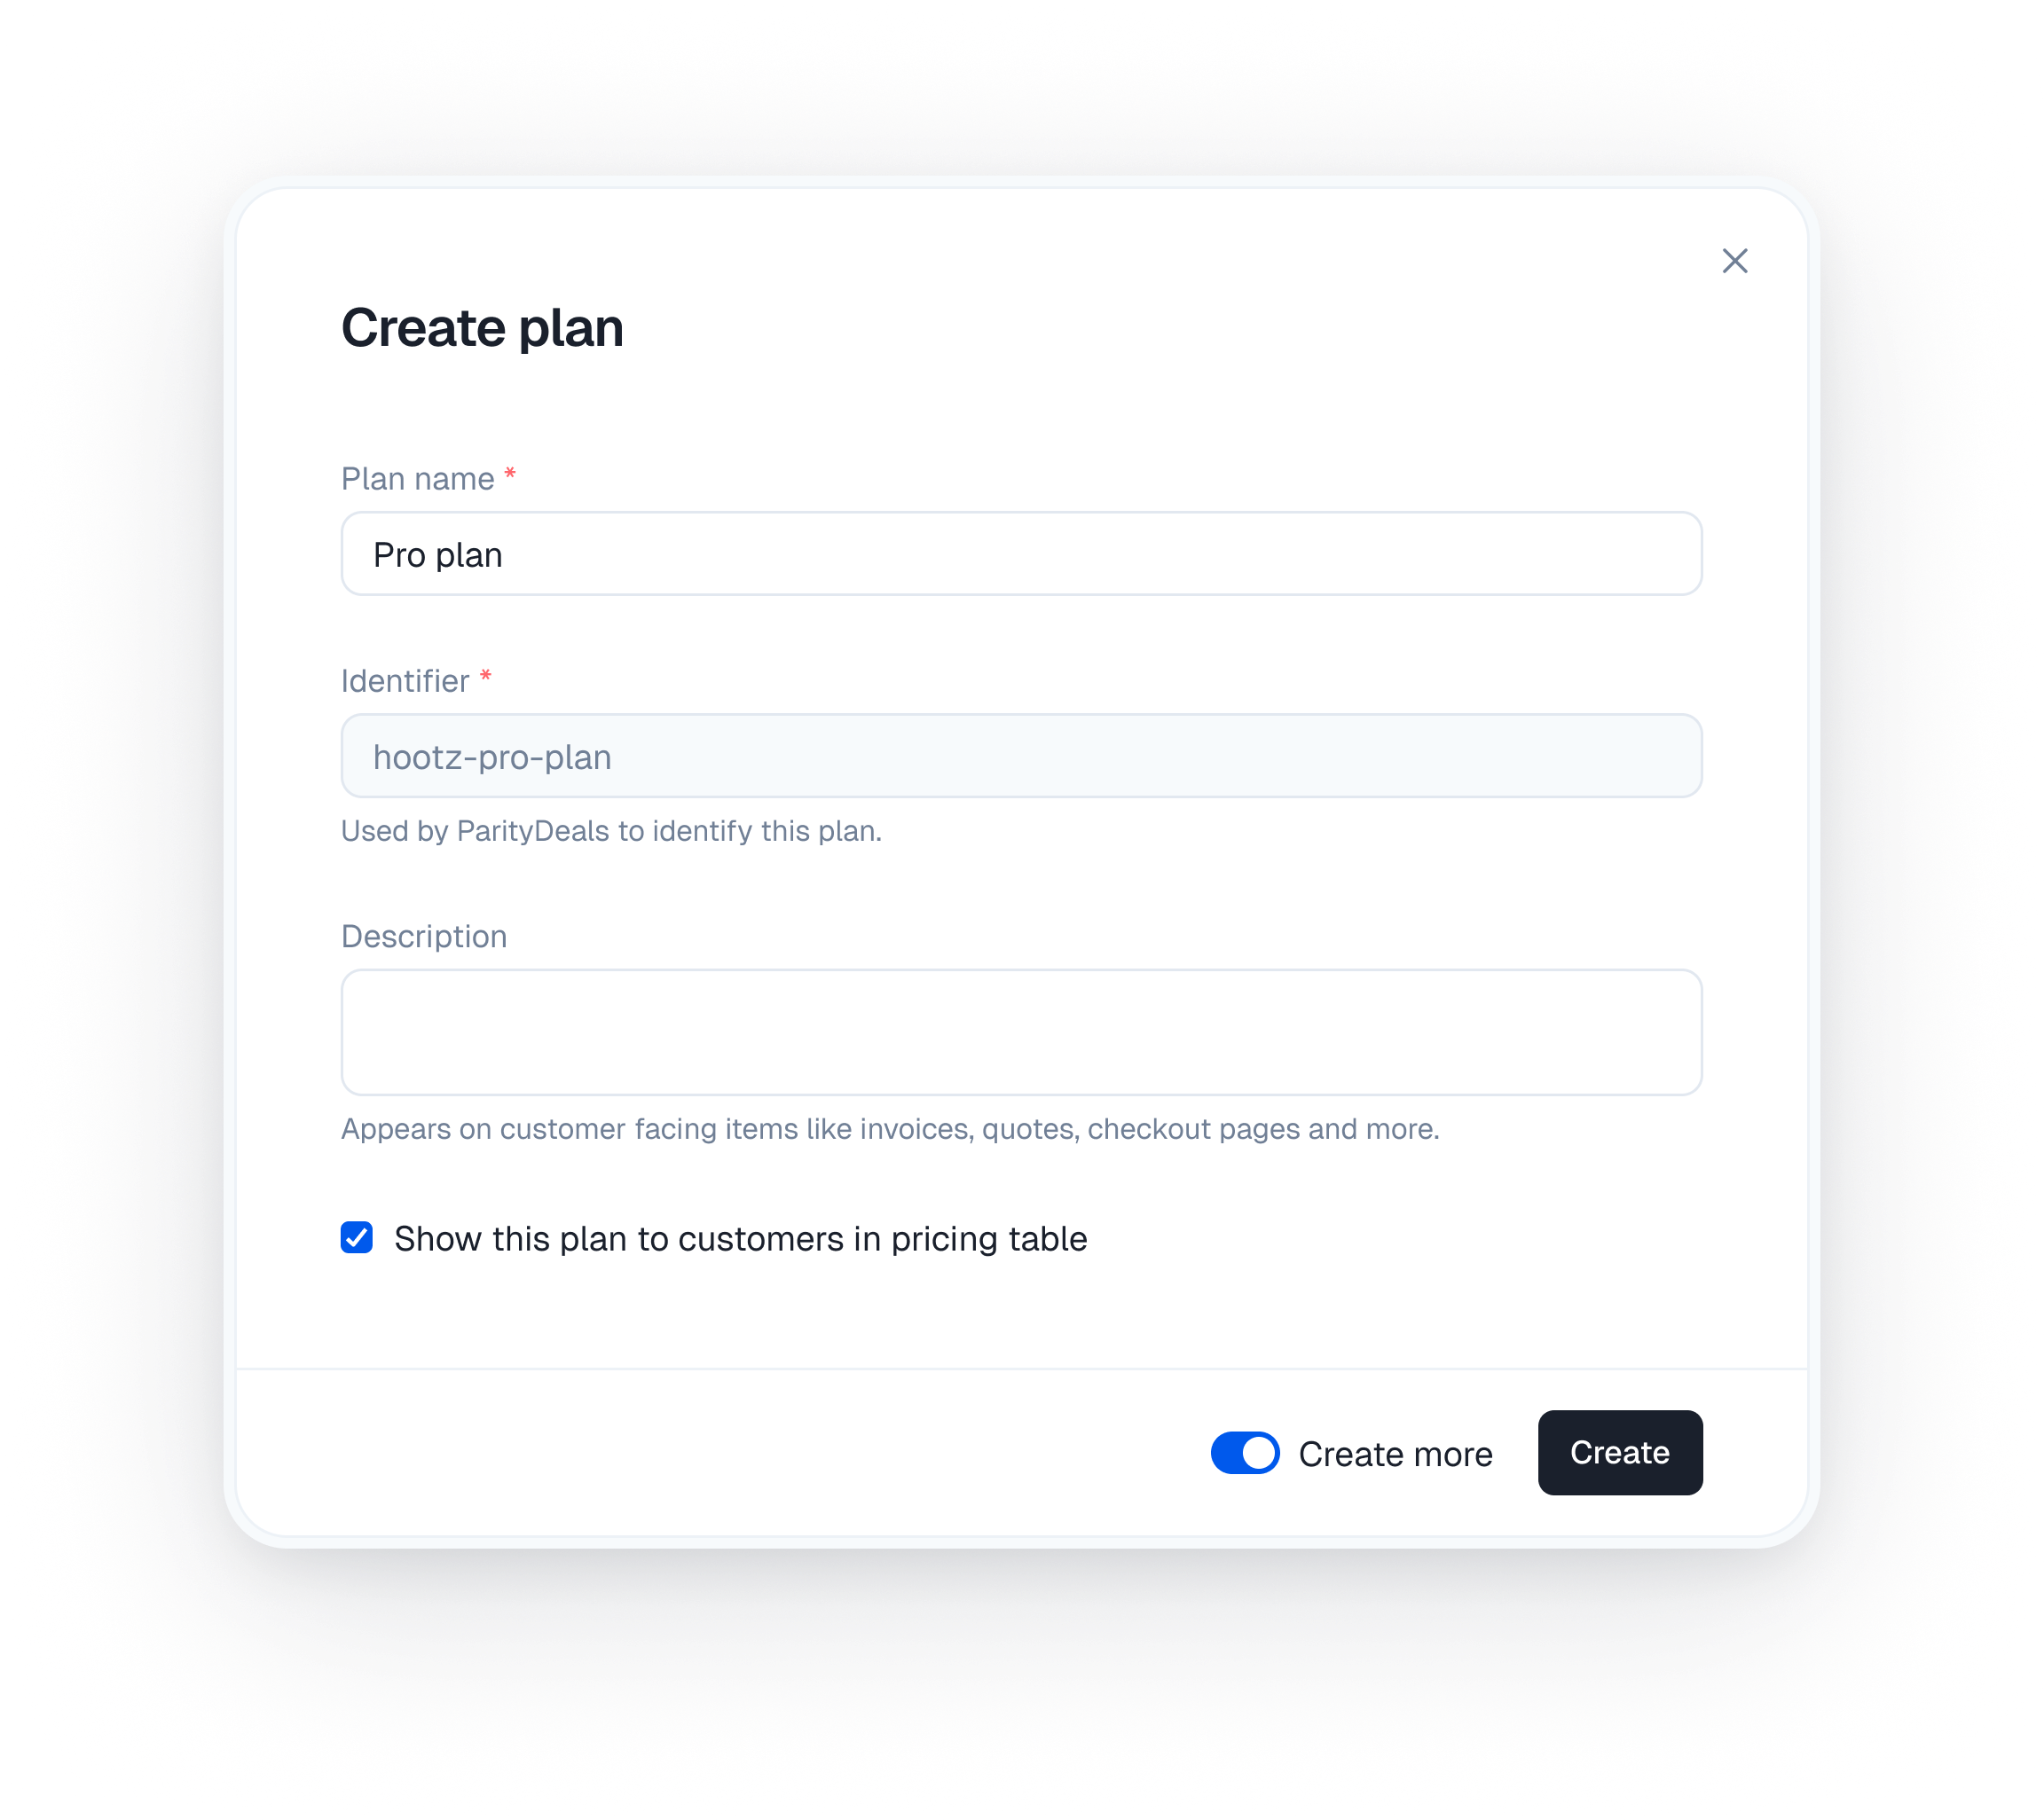 Create plan
Plan name *
Pro plan
Identifier *
hootz-pro-plan
Used by ParityDeals to identify this plan.
Description
Appears on customer facing items like invoices, quotes, checkout pages and more.
Show this plan to customers in pricing table
Create more
Create